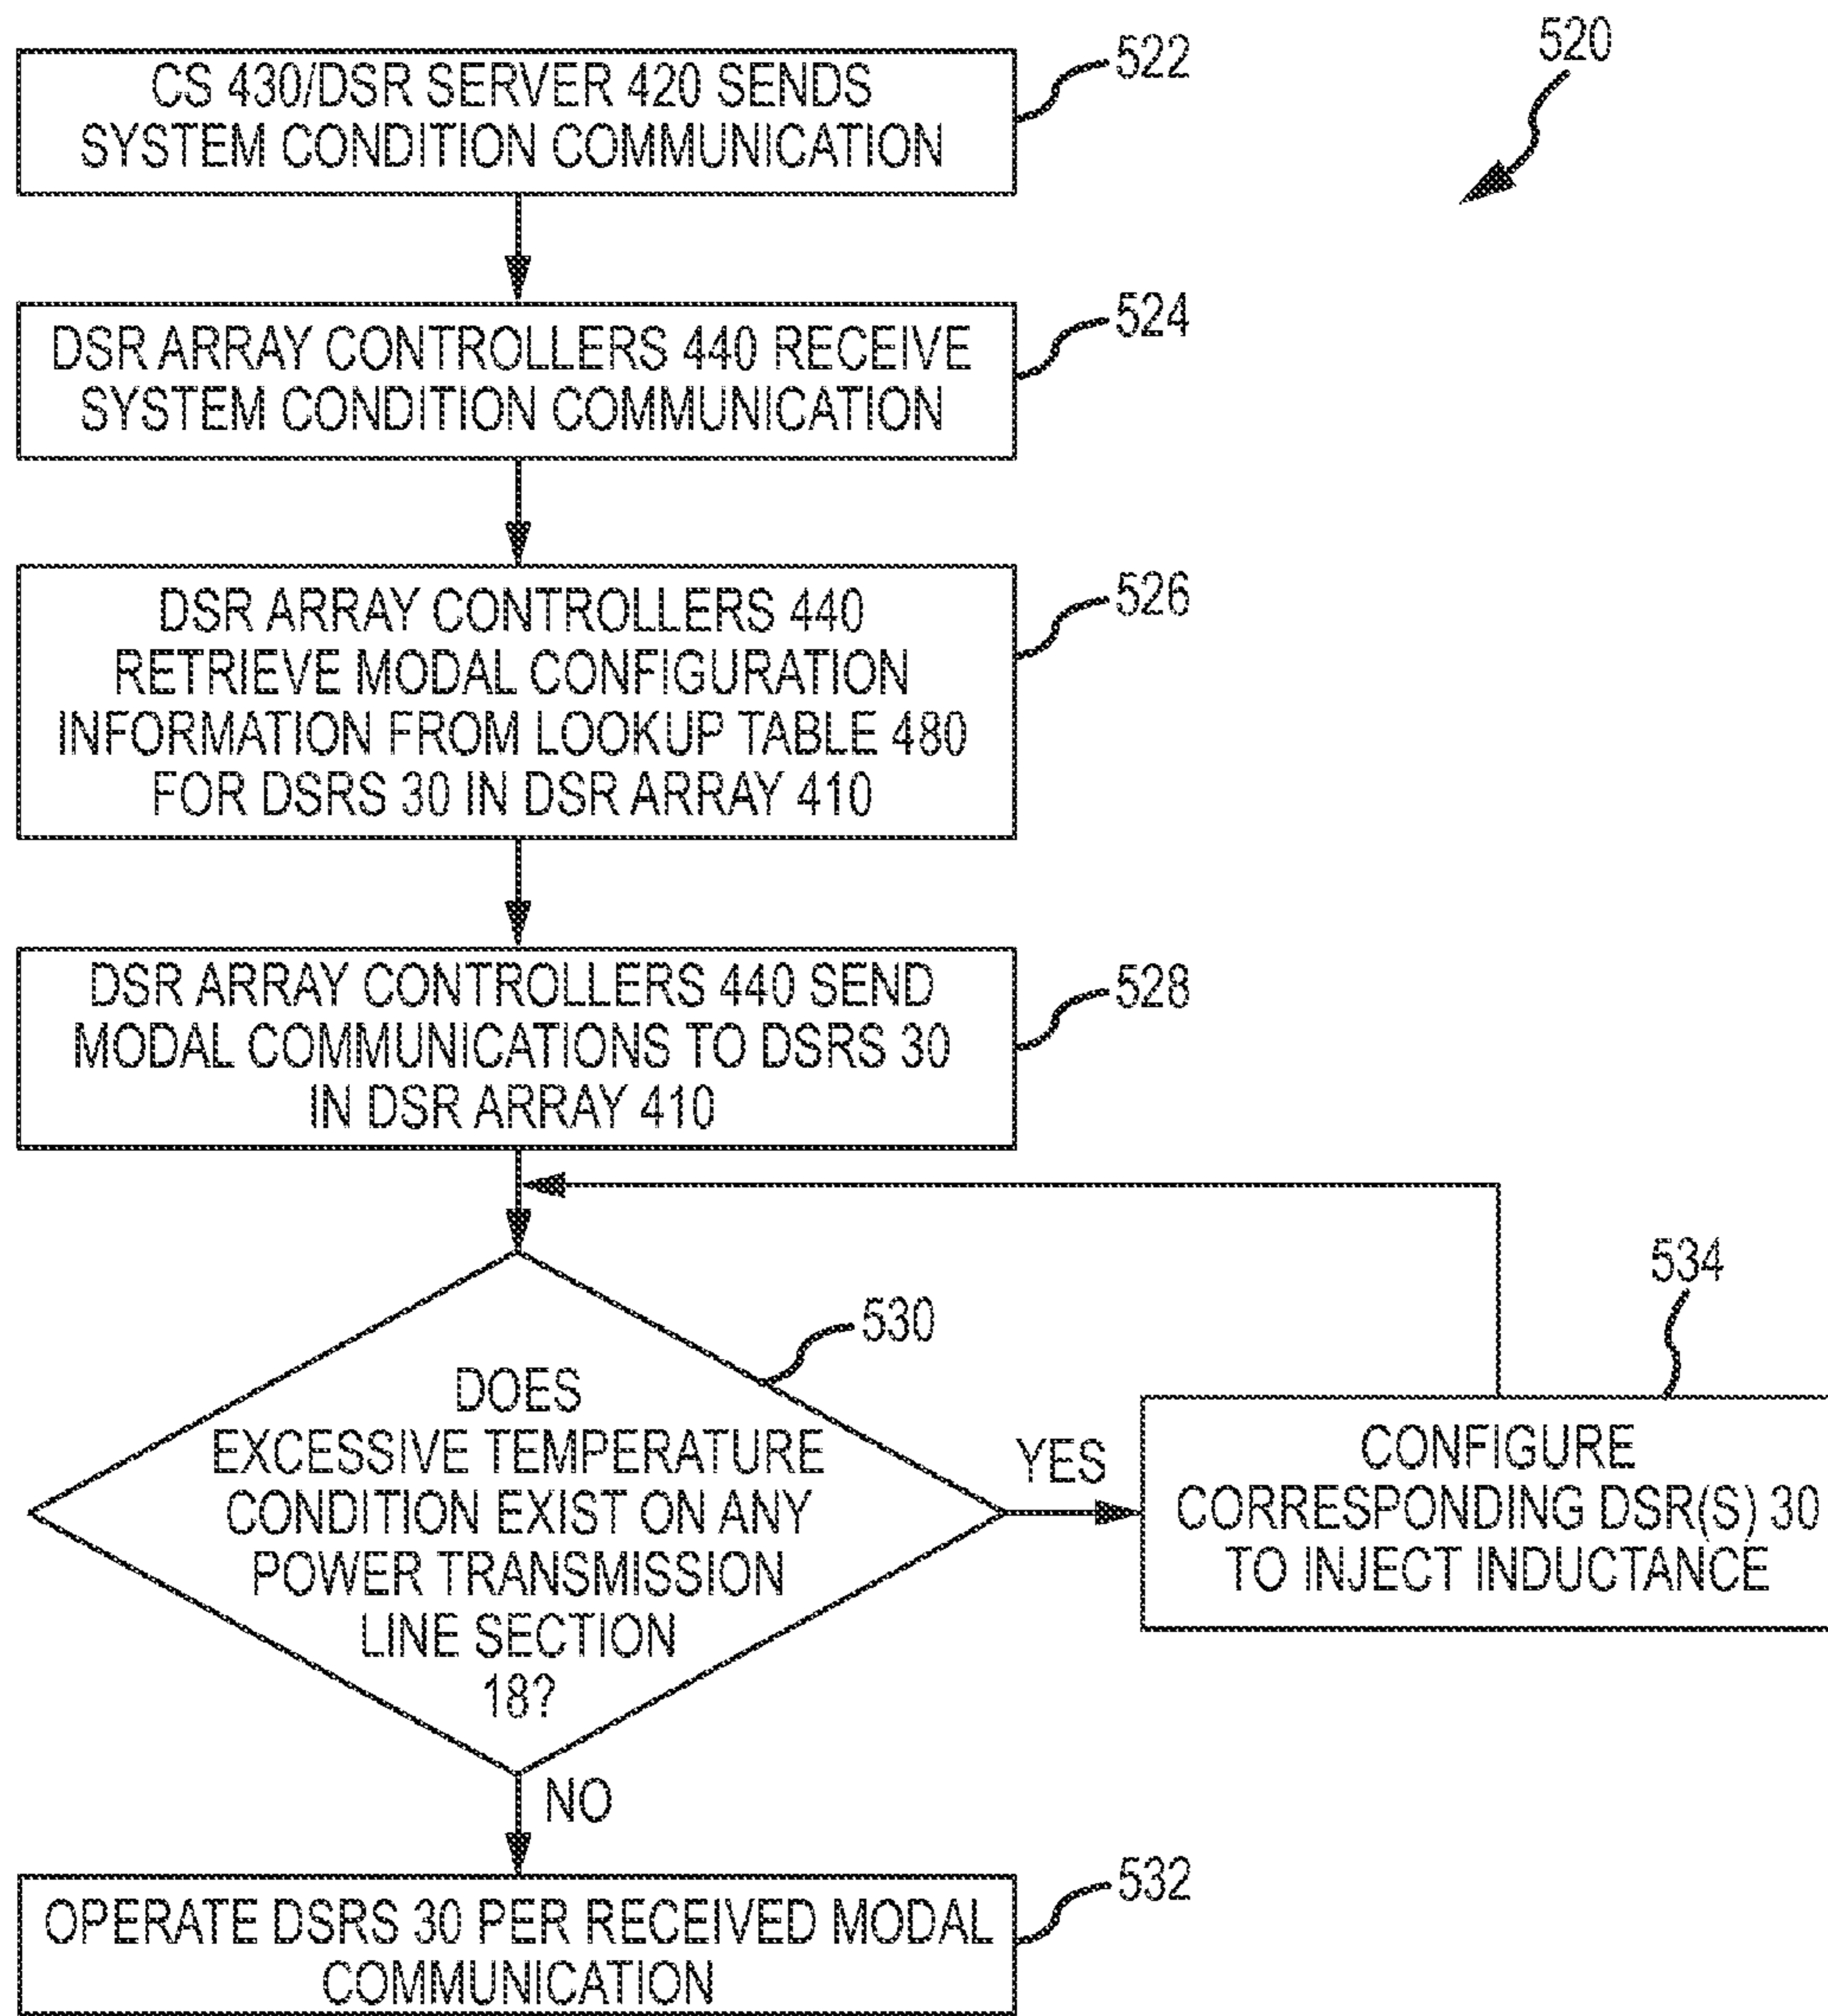 520
CS 430/DSR SERVER 420 SENDS
SYSTEM CONDITION COMMUNICATION
522
DSR ARRAY CONTROLLERS 440 RECEIVE
SYSTEM CONDITION COMMUNICATION
524
DSR ARRAY CONTROLLERS 440
RETRIEVE MODAL CONFIGURATION
INFORMATION FROM LOOKUP TABLE 480
FOR DSRS 30 IN DSR ARRAY 410
526
DSR ARRAY CONTROLLERS 440 SEND
MODAL COMMUNICATIONS TO DSRS 30
IN DSR ARRAY 410
528
DOES
EXCESSIVE TEMPERATURE
CONDITION EXIST ON ANY
POWER TRANSMISSION
LINE SECTION
18?
530
YES
CONFIGURE
CORRESPONDING DSR(S) 30
TO INJECT INDUCTANCE
534
NO
OPERATE DSRS 30 PER RECEIVED MODAL
COMMUNICATION
532